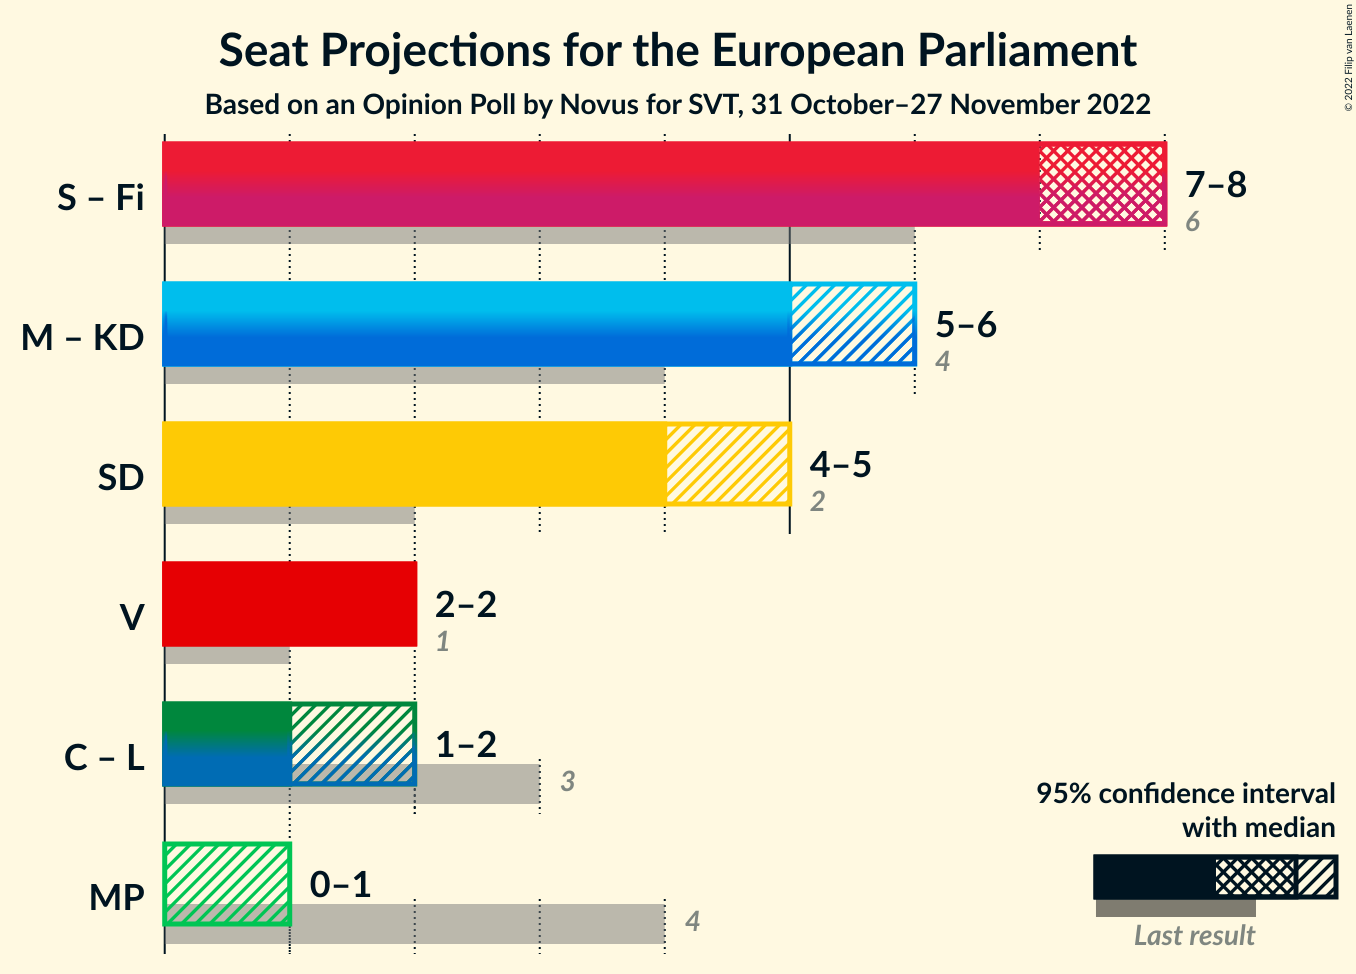 Seat Projections for the European Parliament
Based on an Opinion Poll by Novus for SVT, 31 October–27 November 2022
© 2022 Filip van Laenen
S – Fi
7–8
6
M – KD
5–6
4
SD
4–5
2
V
2–2
1
C – L
1–2
3
MP
0–1
4
95% confidence interval
with median
Last result